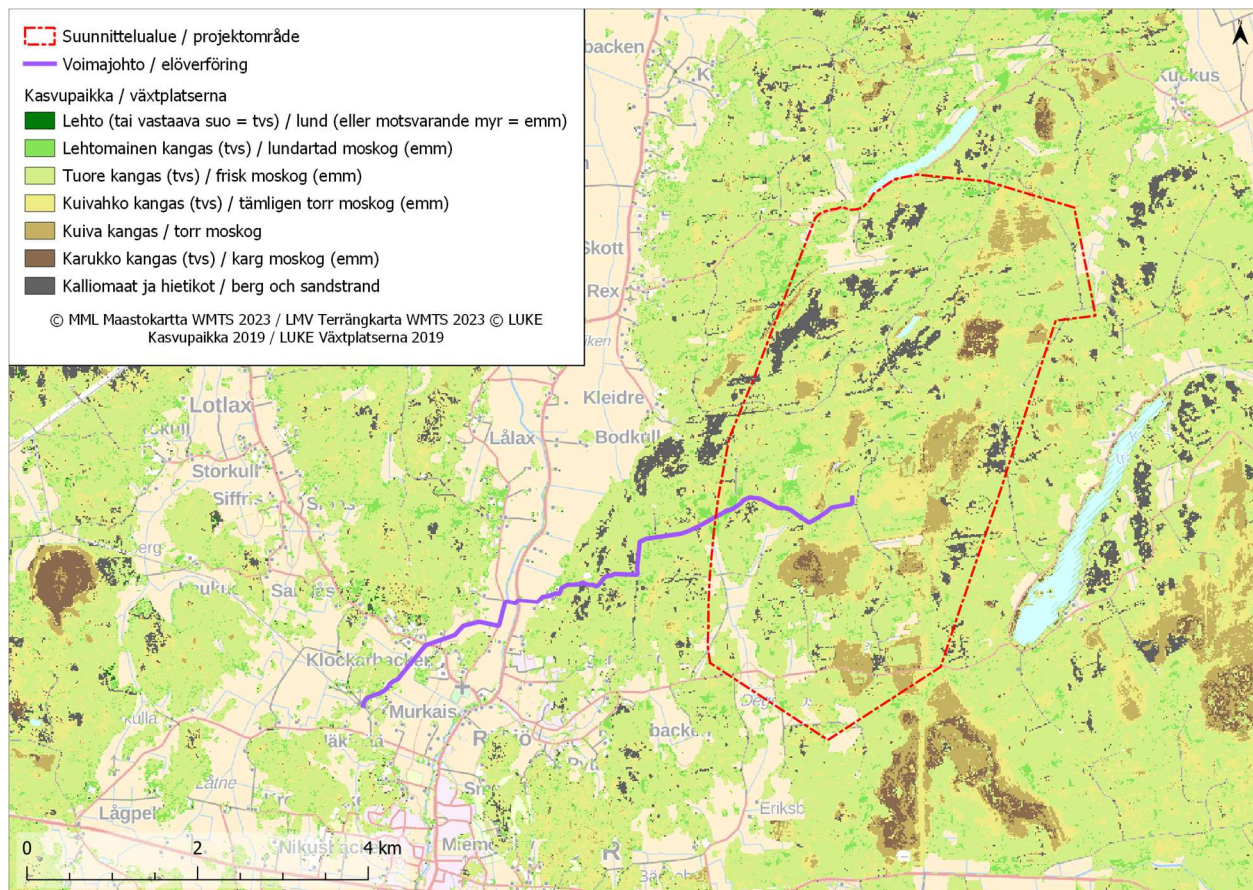 Suunnittelualue / projektområde
Voimajohto / elöverföring
Kasvupaikka / växtplatserna
Lehto (tai vastaava suo = tvs) / lund (eller motsvarande myr = emm)
Lehtomainen kangas (tvs) / lundartad moskog (emm)
Tuore kangas (tvs) / frisk moskog (emm)
Kuivahko kangas (tvs) / tämligen torr moskog (emm)
Kuiva kangas / torr moskog
Karukko kangas (tvs) / karg moskog (emm)
Kalliomaat ja hietikot / berg och sandstrand
© MML Maastokartta WMTS 2023 / LMV Terrängkarta WMTS 2023 © LUKE
Kasvupaikka 2019 / LUKE Växtplatserna 2019
backen
Kuckus
Skott
Rex
Kleidre
Lotlax
Lålax
Bodkull
Storkull
Siffris
Klockarbacken
Murkais
backen
Lågpel
Eriksb
R
0 2 4 km